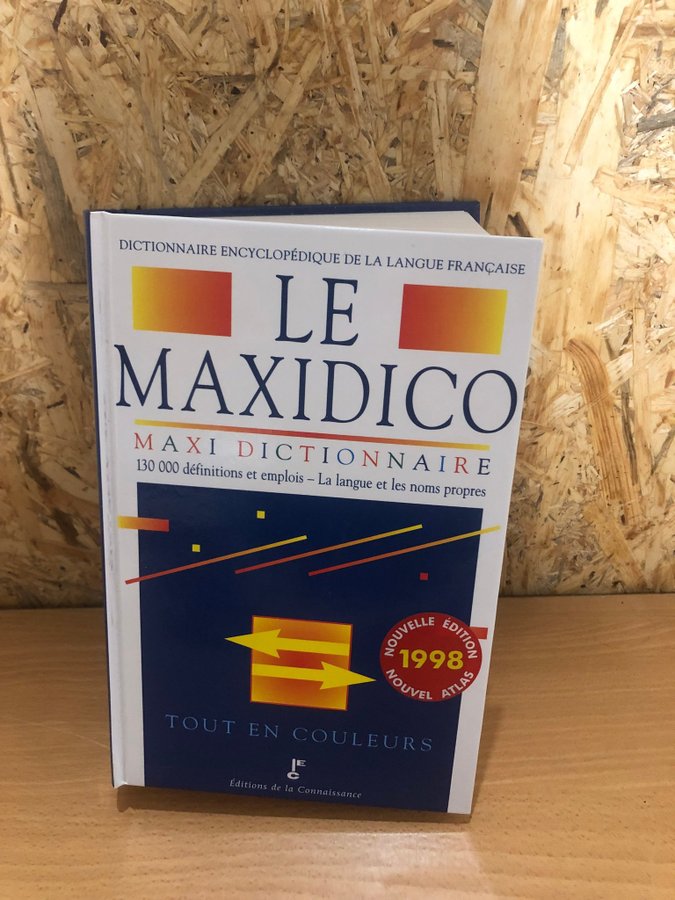 DICTIONNAIRE ENCYCLOPÉDIQUE DE LA LANGUE FRANÇAISE
LE
MAXIDICO
MAXI DICTIONNAIRE
130 000 définitions et emplois – La langue et les noms propres
NOUVELLE ÉDITION
1998
NOUVEL ATLAS
TOUT EN COULEURS
EC
Éditions de la Connaissance